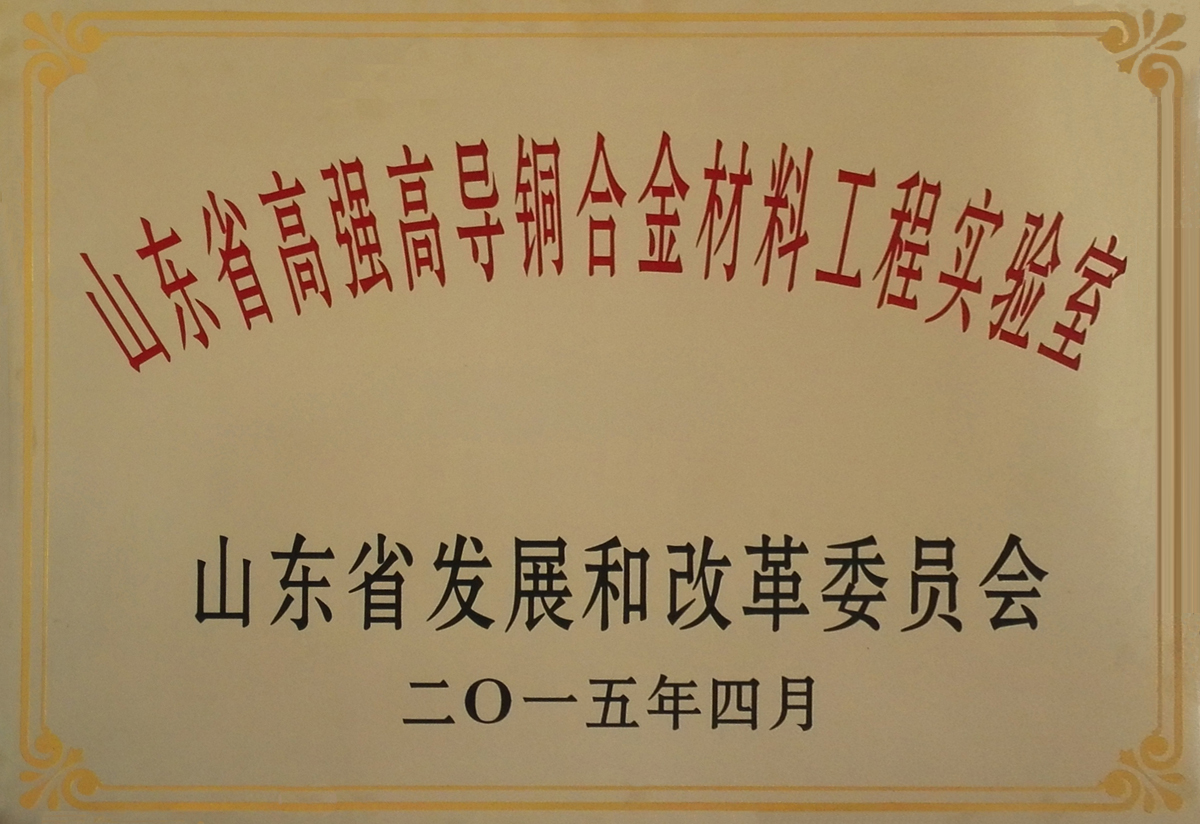 山东省高强高导铜合金材料工程实验室
山东省发展和改革委员会
二〇一五年四月